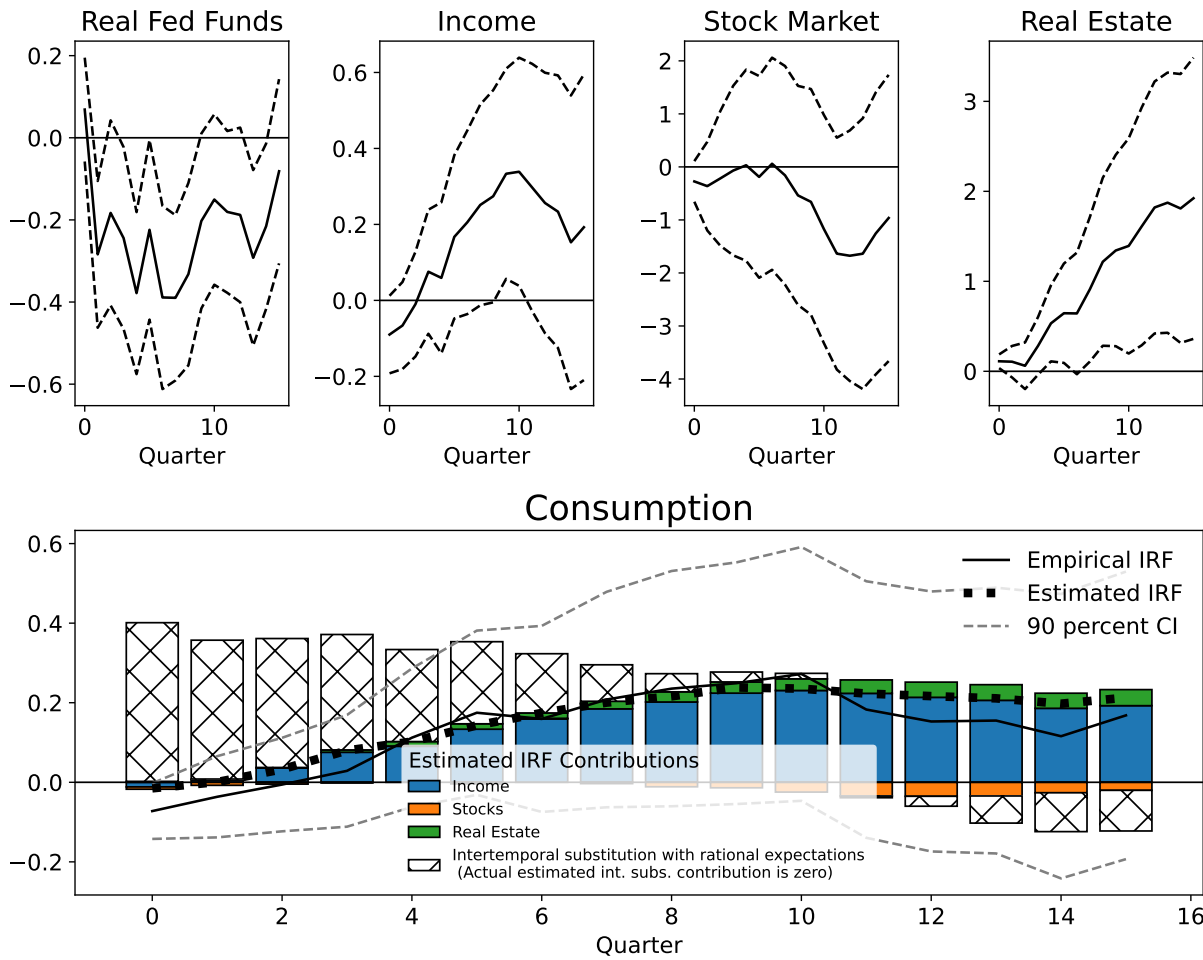 Real Fed Funds
Income
Stock Market
Real Estate
0.2
0.0
−0.2
−0.4
−0.6
0
10
Quarter
0.6
0.4
0.2
0.0
−0.2
0
10
Quarter
2
1
0
−1
−2
−3
−4
0
10
Quarter
3
2
1
0
0
10
Quarter
Consumption
0.6
0.4
0.2
0.0
−0.2
Empirical IRF
Estimated IRF
90 percent CI
Estimated IRF Contributions
Income
Stocks
Real Estate
Intertemporal substitution with rational expectations
(Actual estimated int. subs. contribution is zero)
0
2
4
6
8
10
12
14
16
Quarter